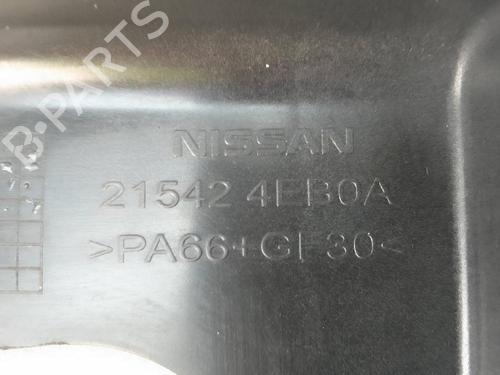 B-PARTS
NISSAN
21542 4EB0A
>PA66+GF30<